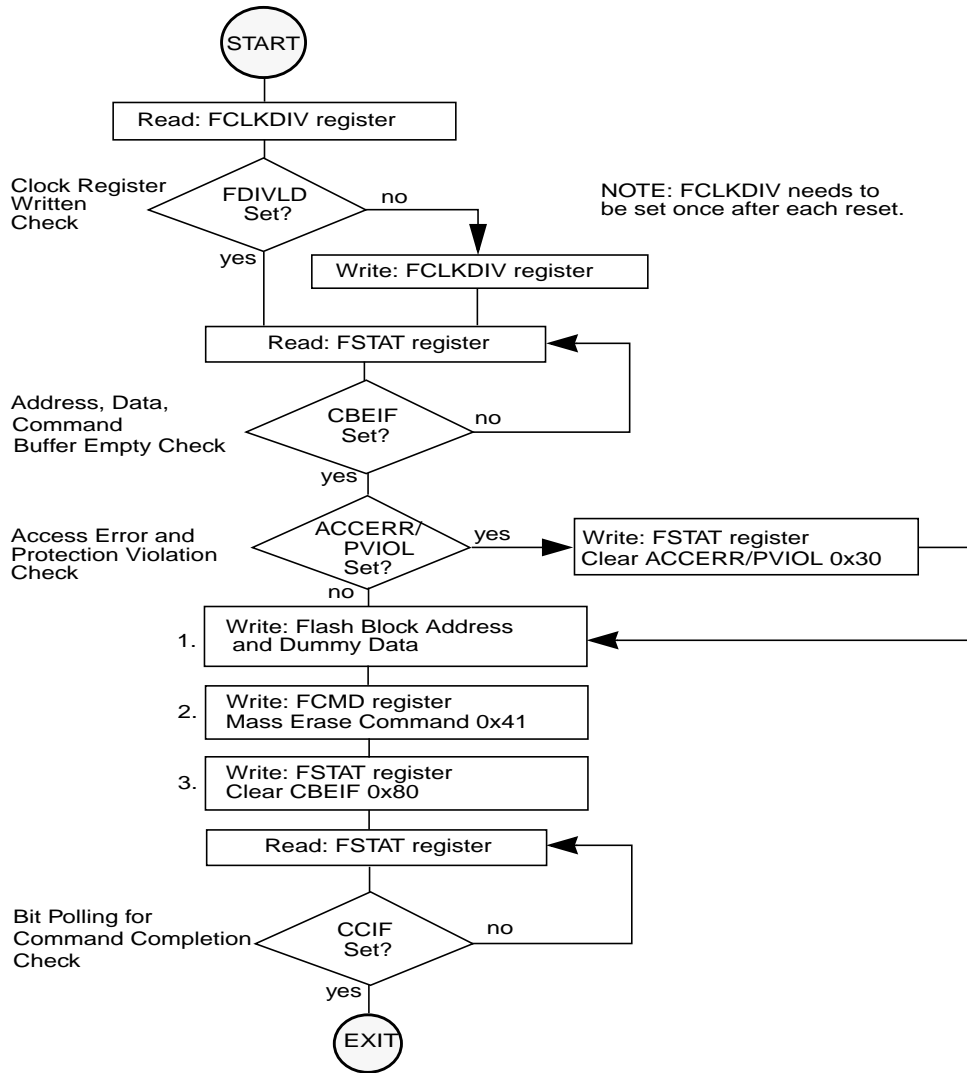 START
Read: FCLKDIV register
Clock Register
Written
Check
FDIVLD
Set?
no
yes
NOTE: FCLKDIV needs to
be set once after each reset.
Write: FCLKDIV register
Read: FSTAT register
Address, Data,
Command
Buffer Empty Check
CBEIF
Set?
no
yes
Access Error and
Protection Violation
Check
ACCERR/
PVIOL
Set?
yes
no
Write: FSTAT register
Clear ACCERR/PVIOL 0x30
1.
Write: Flash Block Address
and Dummy Data
2.
Write: FCMD register
Mass Erase Command 0x41
3.
Write: FSTAT register
Clear CBEIF 0x80
Read: FSTAT register
Bit Polling for
Command Completion
Check
CCIF
Set?
no
yes
EXIT